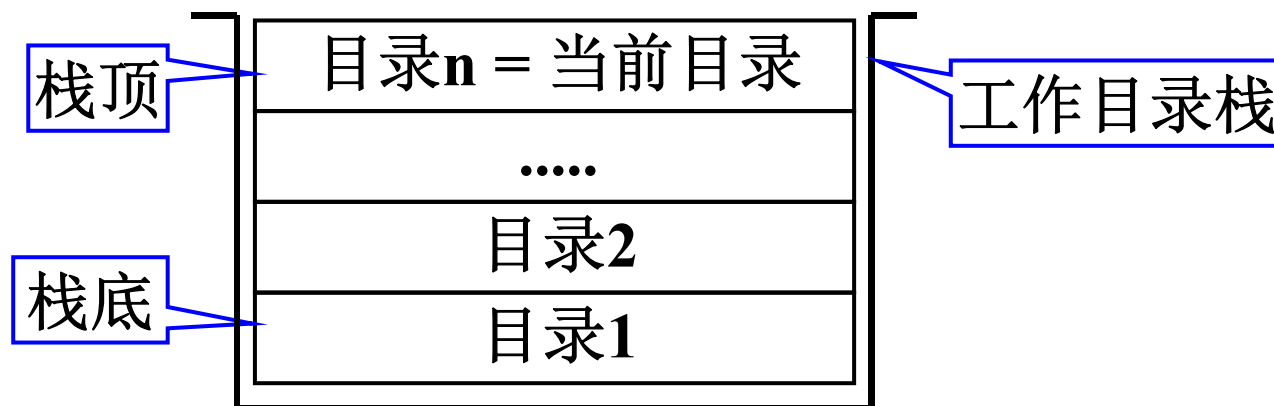 目录n = 当前目录
栈顶
工作目录栈
.....
目录2
栈底
目录1